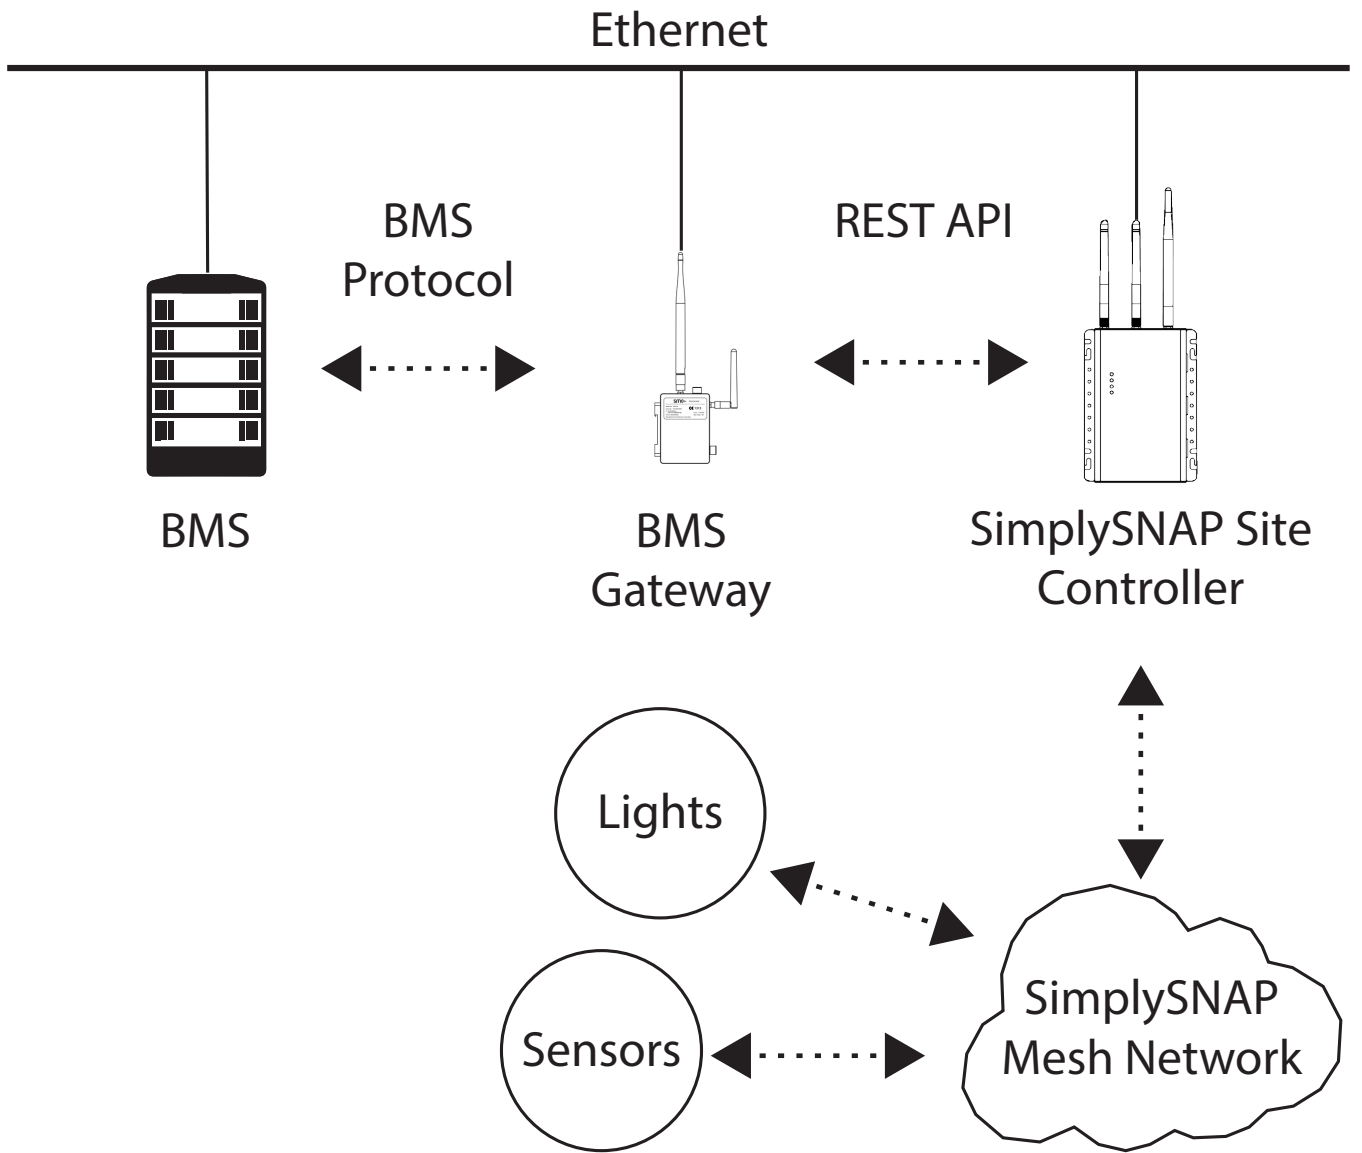 Ethernet
BMS
Protocol
REST API
BMS
BMS
Gateway
SimplySNAP Site
Controller
Lights
Sensors
SimplySNAP
Mesh Network